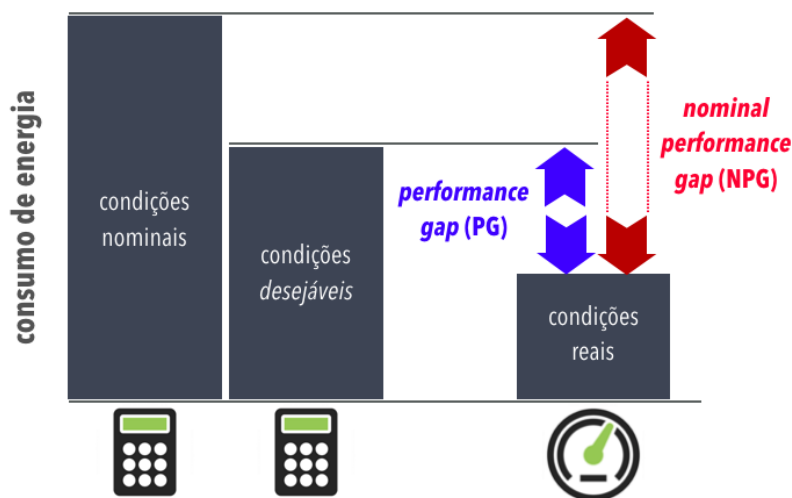 consumo de energia
condições
nominais
condições
desejáveis
performance
gap (PG)
nominal
performance
gap (NPG)
condições
reais